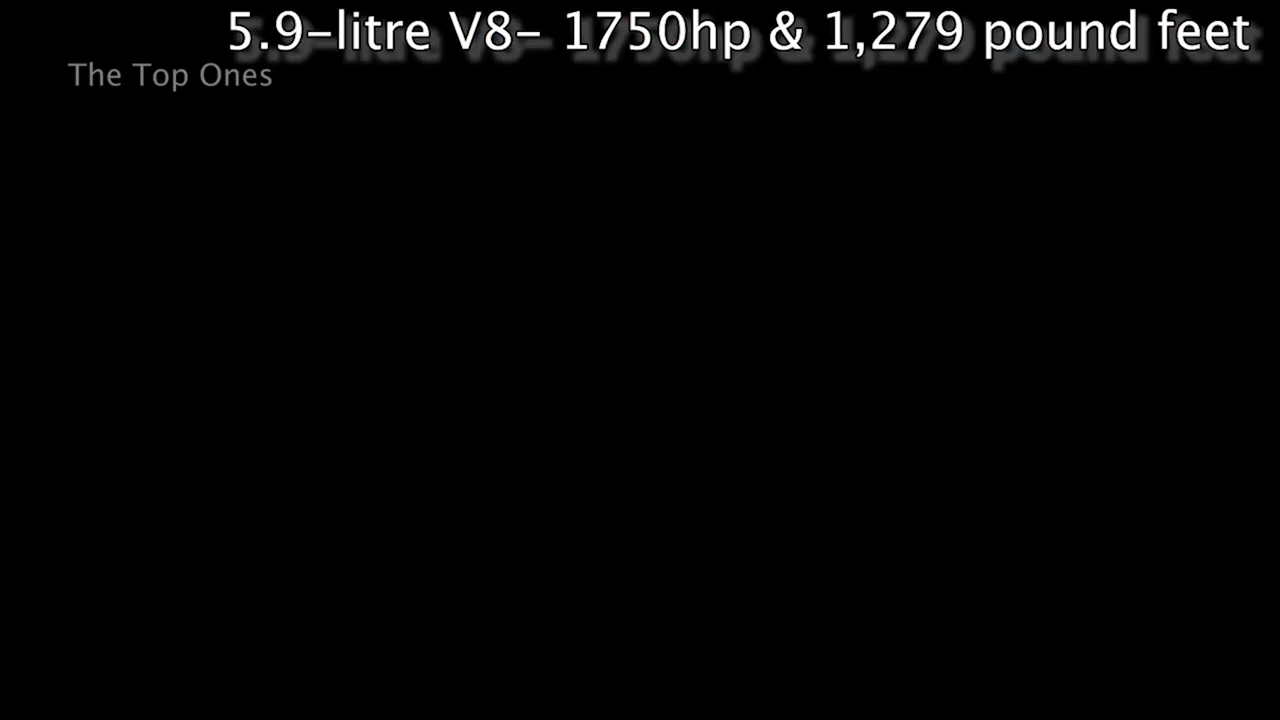 5.9-litre V8- 1750hp & 1,279 pound feet
The Top Ones